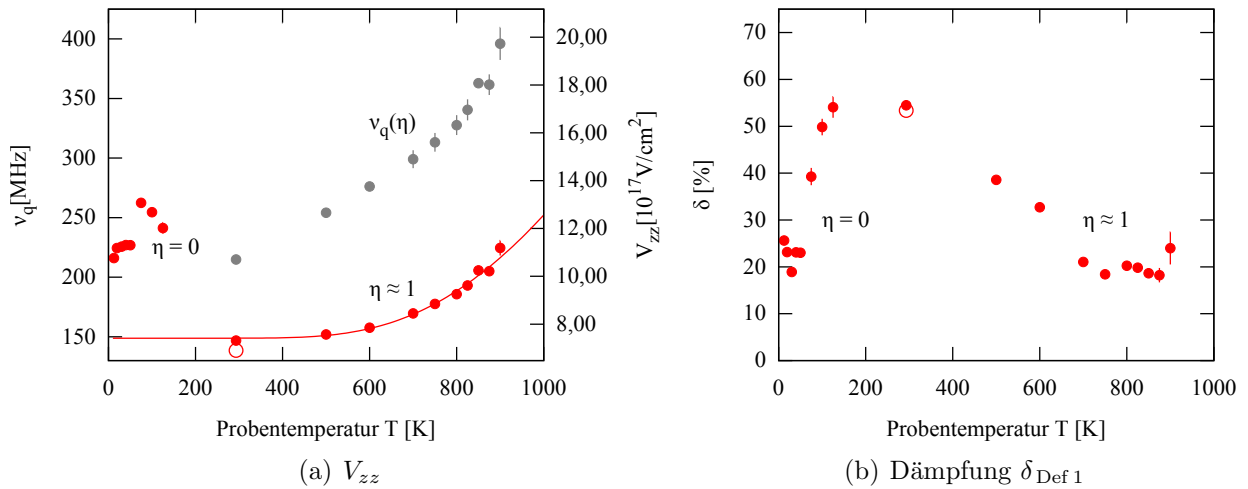 400
350
300
250
200
150
ν_q[MHz]
20,00
18,00
16,00
14,00
12,00
10,00
8,00
V_zz[10^17V/cm^2]
ν_q(η)
η = 0
η ≈ 1
0 200 400 600 800 1000
Probentemperatur T [K]
(a) V_zz
70
60
50
40
30
20
10
0
δ [%]
η = 0
η ≈ 1
0 200 400 600 800 1000
Probentemperatur T [K]
(b) Dämpfung δ_Def 1